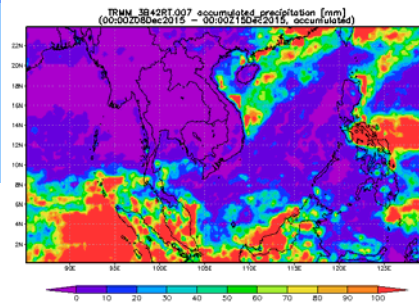 TRMM_3B42RT.007 accumulated precipitation [mm]
(00:00Z08Dec2015 - 00:00Z15Dec2015, accumulated)
22N
20N
18N
16N
14N
12N
10N
8N
6N
4N
2N
90E 95E 100E 105E 110E 115E 120E 125E
0 10 20 30 40 50 60 70 80 90 100